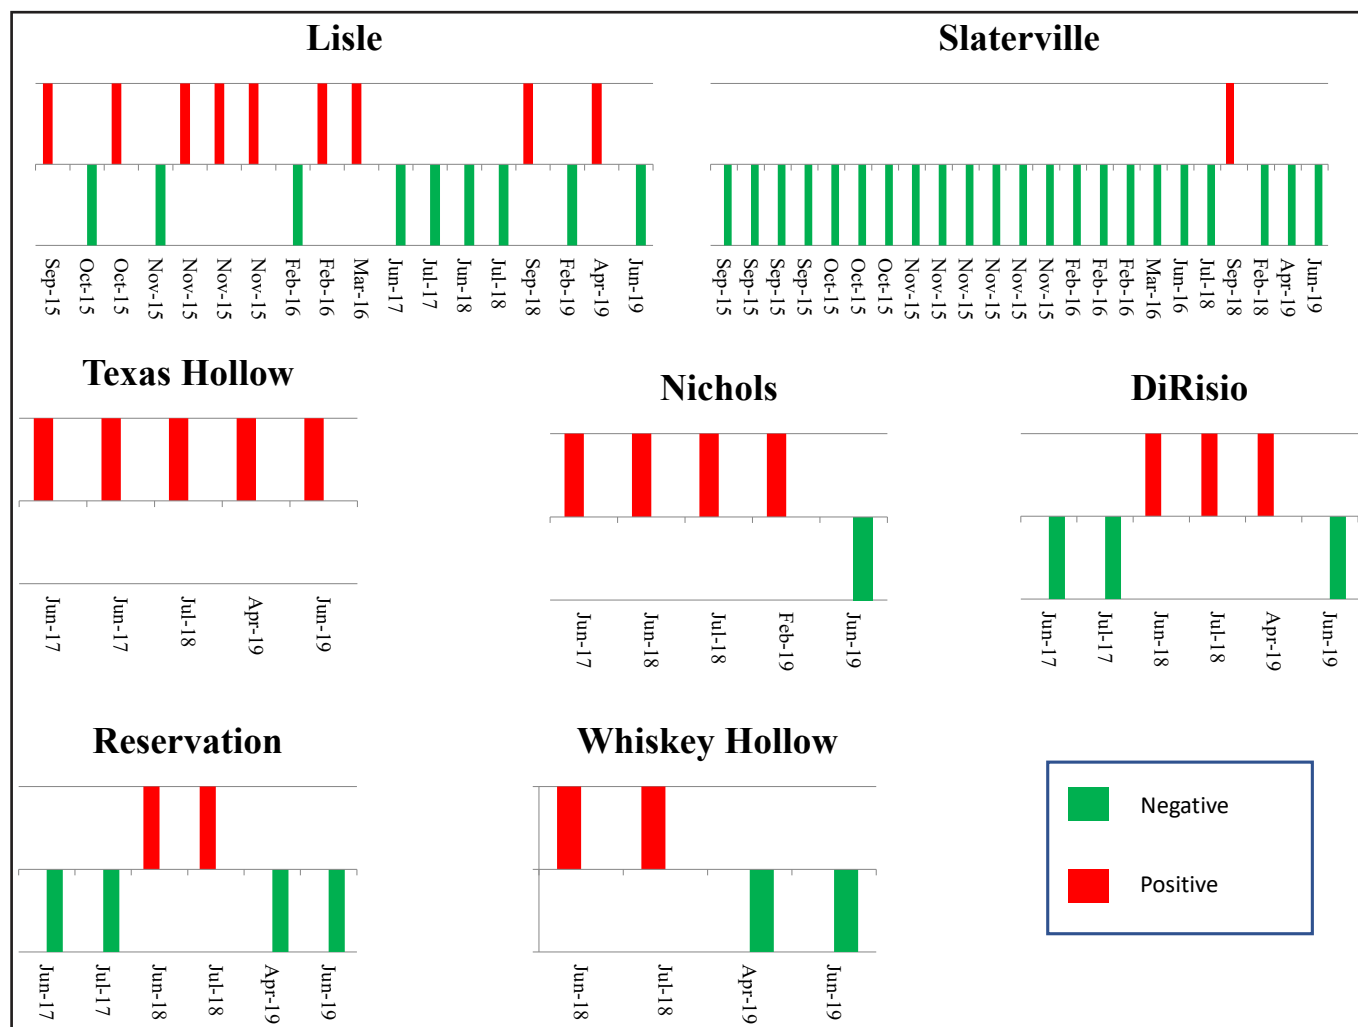 Lisle
Sep-15
Oct-15
Oct-15
Nov-15
Nov-15
Nov-15
Nov-15
Feb-16
Feb-16
Mar-16
Jun-17
Jul-17
Jun-18
Jul-18
Sep-18
Feb-19
Apr-19
Jun-19
Slaterville
Sep-15
Sep-15
Sep-15
Sep-15
Oct-15
Oct-15
Oct-15
Nov-15
Nov-15
Nov-15
Nov-15
Nov-15
Nov-15
Feb-16
Feb-16
Feb-16
Mar-16
Jun-16
Jul-18
Sep-18
Feb-18
Apr-19
Jun-19
Texas Hollow
Jun-17
Jun-17
Jul-18
Apr-19
Jun-19
Nichols
Jun-17
Jun-18
Jul-18
Feb-19
Jun-19
DiRisio
Jun-17
Jul-17
Jun-18
Jul-18
Apr-19
Jun-19
Reservation
Jun-17
Jul-17
Jun-18
Jul-18
Apr-19
Jun-19
Whiskey Hollow
Jun-18
Jul-18
Apr-19
Jun-19
Negative
Positive